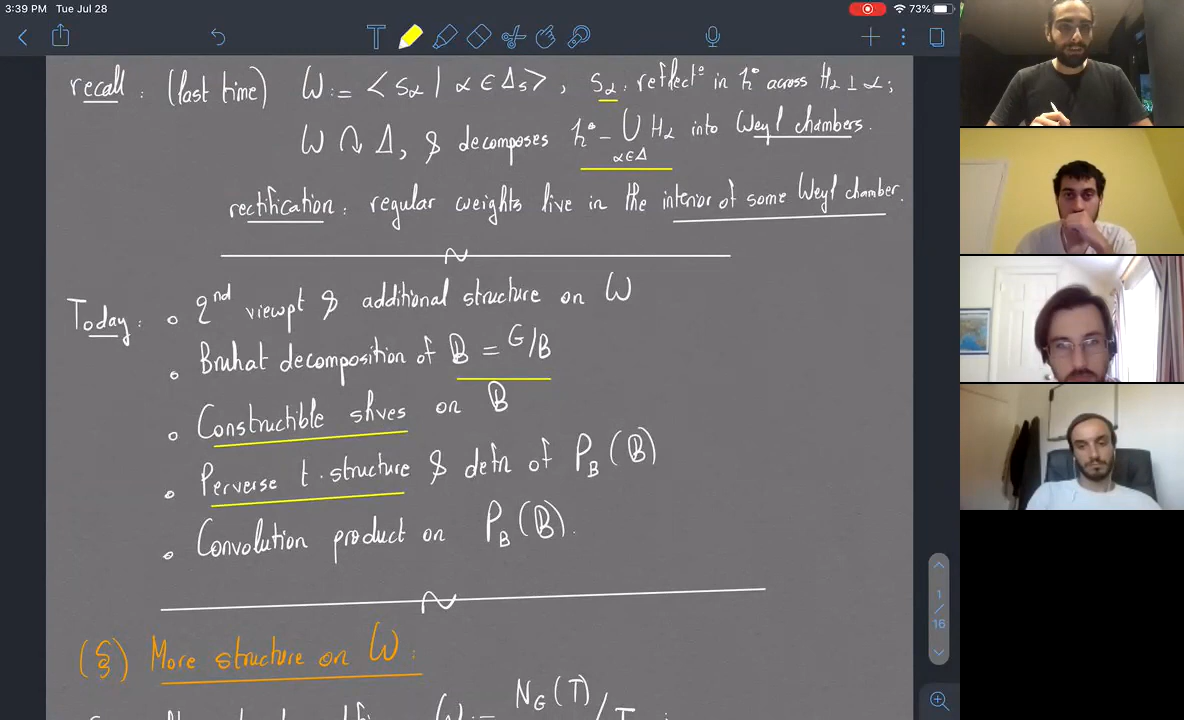 3:39 PM Tue Jul 28
73%
recall : (last time) W := < s_α | α ∈ Δ_s > , s_α : reflect° in h° across H_α ⊥ α ;
W ↷ Δ, & decomposes h° - ∪ H_α into Weyl chambers.
α∈Δ
rectification : regular weights live in the interior of some Weyl chamber.
Today : ∘ 2nd viewpt & additional structure on W
∘ Bruhat decomposition of 𝔹 = G/B
∘ Constructible shves on 𝔹
∘ Perverse t-structure & defn of P_B(𝔹)
∘ Convolution product on P_B(𝔹).
(§) More structure on W :
W := N_G(T)/T
1 / 16